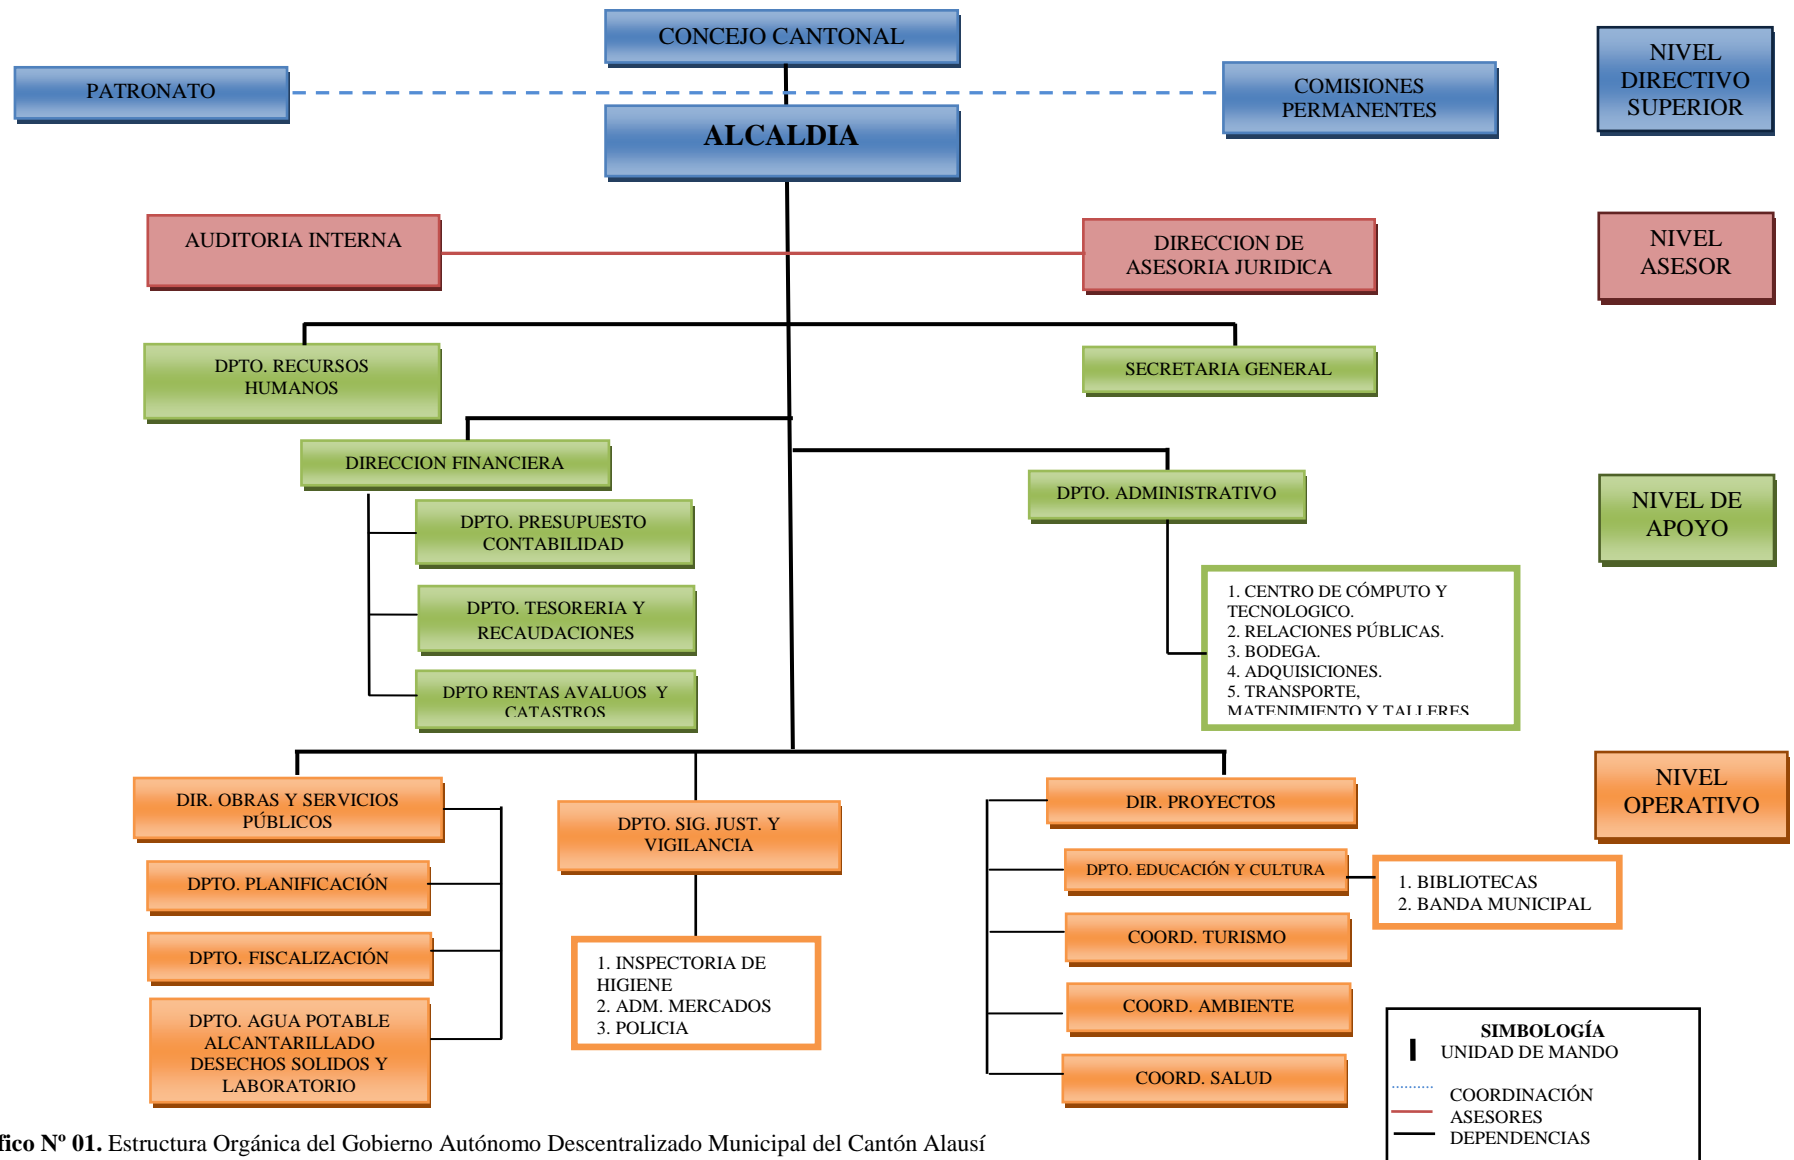 CONCEJO CANTONAL
PATRONATO
COMISIONES
PERMANENTES
ALCALDIA
NIVEL
DIRECTIVO
SUPERIOR
AUDITORIA INTERNA
DIRECCION DE
ASESORIA JURIDICA
NIVEL
ASESOR
DPTO. RECURSOS
HUMANOS
SECRETARIA GENERAL
DIRECCION FINANCIERA
DPTO. PRESUPUESTO
CONTABILIDAD
DPTO. TESORERIA Y
RECAUDACIONES
DPTO RENTAS AVALUOS Y
CATASTROS
DPTO. ADMINISTRATIVO
1. CENTRO DE CÓMPUTO Y
TECNOLOGICO.
2. RELACIONES PÚBLICAS.
3. BODEGA.
4. ADQUISICIONES.
5. TRANSPORTE,
MATENIMIENTO Y TALLERES
NIVEL DE
APOYO
DIR. OBRAS Y SERVICIOS
PÚBLICOS
DPTO. PLANIFICACIÓN
DPTO. FISCALIZACIÓN
DPTO. AGUA POTABLE
ALCANTARILLADO
DESECHOS SOLIDOS Y
LABORATORIO
DPTO. SIG. JUST. Y
VIGILANCIA
1. INSPECTORIA DE
HIGIENE
2. ADM. MERCADOS
3. POLICIA
DIR. PROYECTOS
DPTO. EDUCACIÓN Y CULTURA
1. BIBLIOTECAS
2. BANDA MUNICIPAL
COORD. TURISMO
COORD. AMBIENTE
COORD. SALUD
NIVEL
OPERATIVO
SIMBOLOGÍA
UNIDAD DE MANDO
COORDINACIÓN
ASESORES
DEPENDENCIAS
fico Nº 01. Estructura Orgánica del Gobierno Autónomo Descentralizado Municipal del Cantón Alausí